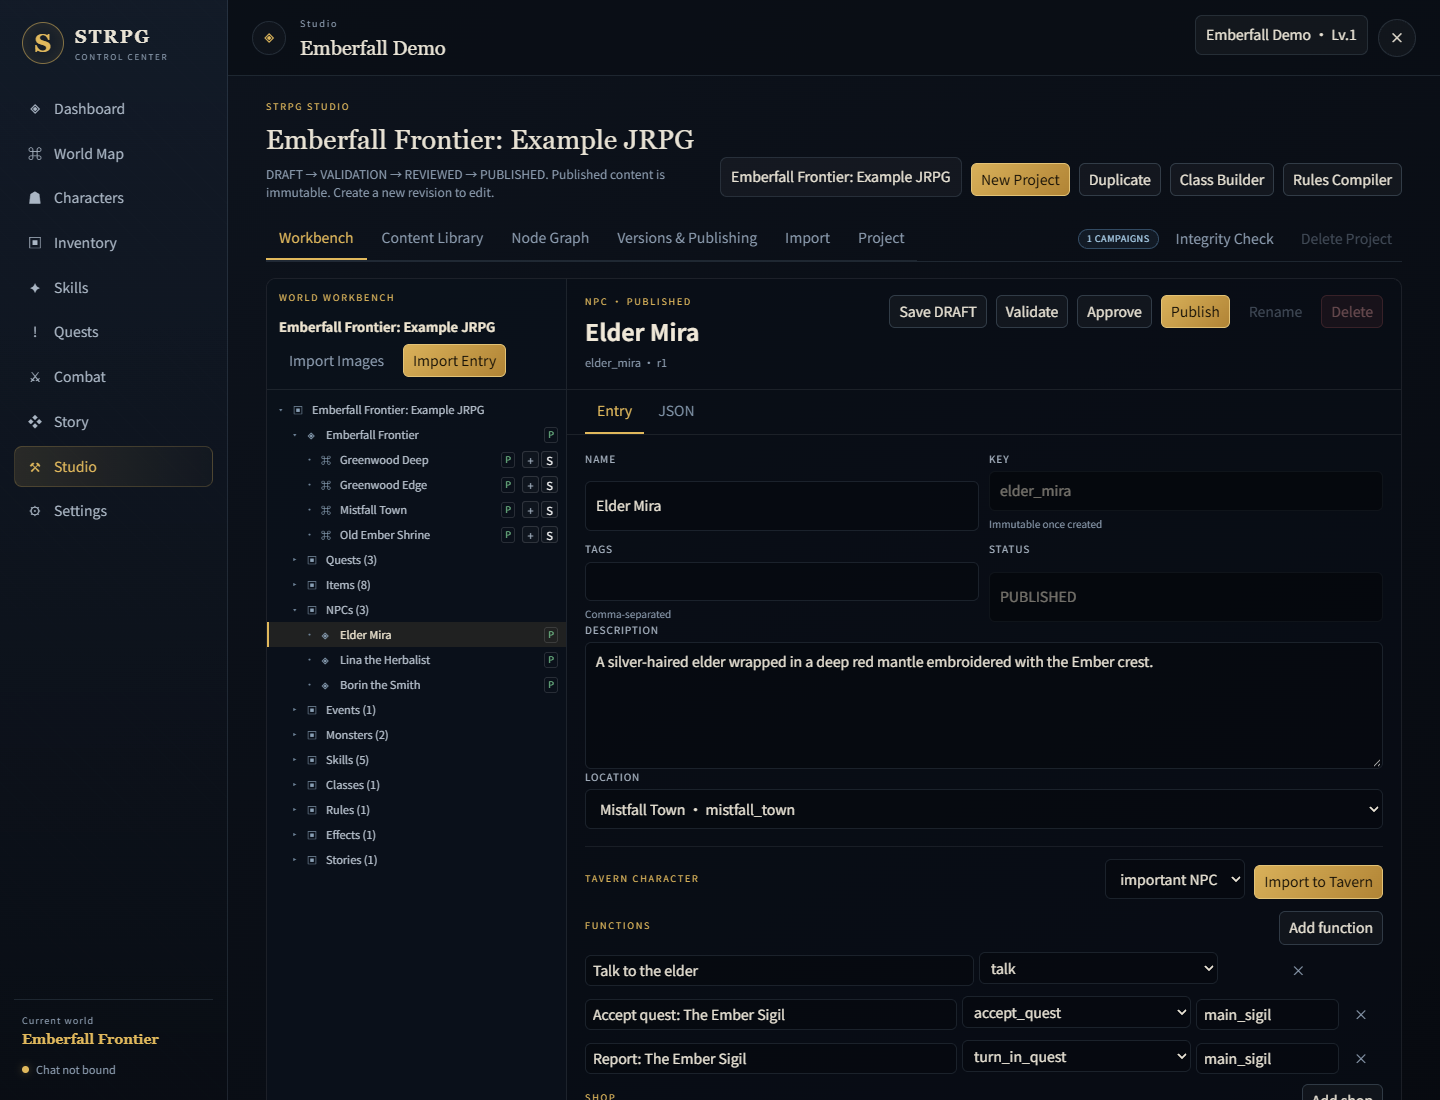 S
STRPG
CONTROL CENTER
Dashboard
World Map
Characters
Inventory
Skills
Quests
Combat
Story
Studio
Settings
Current world
Emberfall Frontier
Chat not bound
Studio
Emberfall Demo
Emberfall Demo • Lv.1
STRPG STUDIO
Emberfall Frontier: Example JRPG
DRAFT → VALIDATION → REVIEWED → PUBLISHED. Published content is
immutable. Create a new revision to edit.
Emberfall Frontier: Example JRPG
New Project
Duplicate
Class Builder
Rules Compiler
Workbench
Content Library
Node Graph
Versions & Publishing
Import
Project
1 CAMPAIGNS
Integrity Check
Delete Project
WORLD WORKBENCH
Emberfall Frontier: Example JRPG
Import Images
Import Entry
Emberfall Frontier: Example JRPG
Emberfall Frontier P
Greenwood Deep P + S
Greenwood Edge P + S
Mistfall Town P + S
Old Ember Shrine P + S
Quests (3)
Items (8)
NPCs (3)
Elder Mira P
Lina the Herbalist P
Borin the Smith P
Events (1)
Monsters (2)
Skills (5)
Classes (1)
Rules (1)
Effects (1)
Stories (1)
NPC • PUBLISHED
Elder Mira
elder_mira • r1
Save DRAFT
Validate
Approve
Publish
Rename
Delete
Entry
JSON
NAME
Elder Mira
KEY
elder_mira
Immutable once created
TAGS
Comma-separated
STATUS
PUBLISHED
DESCRIPTION
A silver-haired elder wrapped in a deep red mantle embroidered with the Ember crest.
LOCATION
Mistfall Town • mistfall_town
TAVERN CHARACTER
important NPC
Import to Tavern
FUNCTIONS
Add function
Talk to the elder
talk
Accept quest: The Ember Sigil
accept_quest
main_sigil
Report: The Ember Sigil
turn_in_quest
main_sigil
SHOP
Add shop